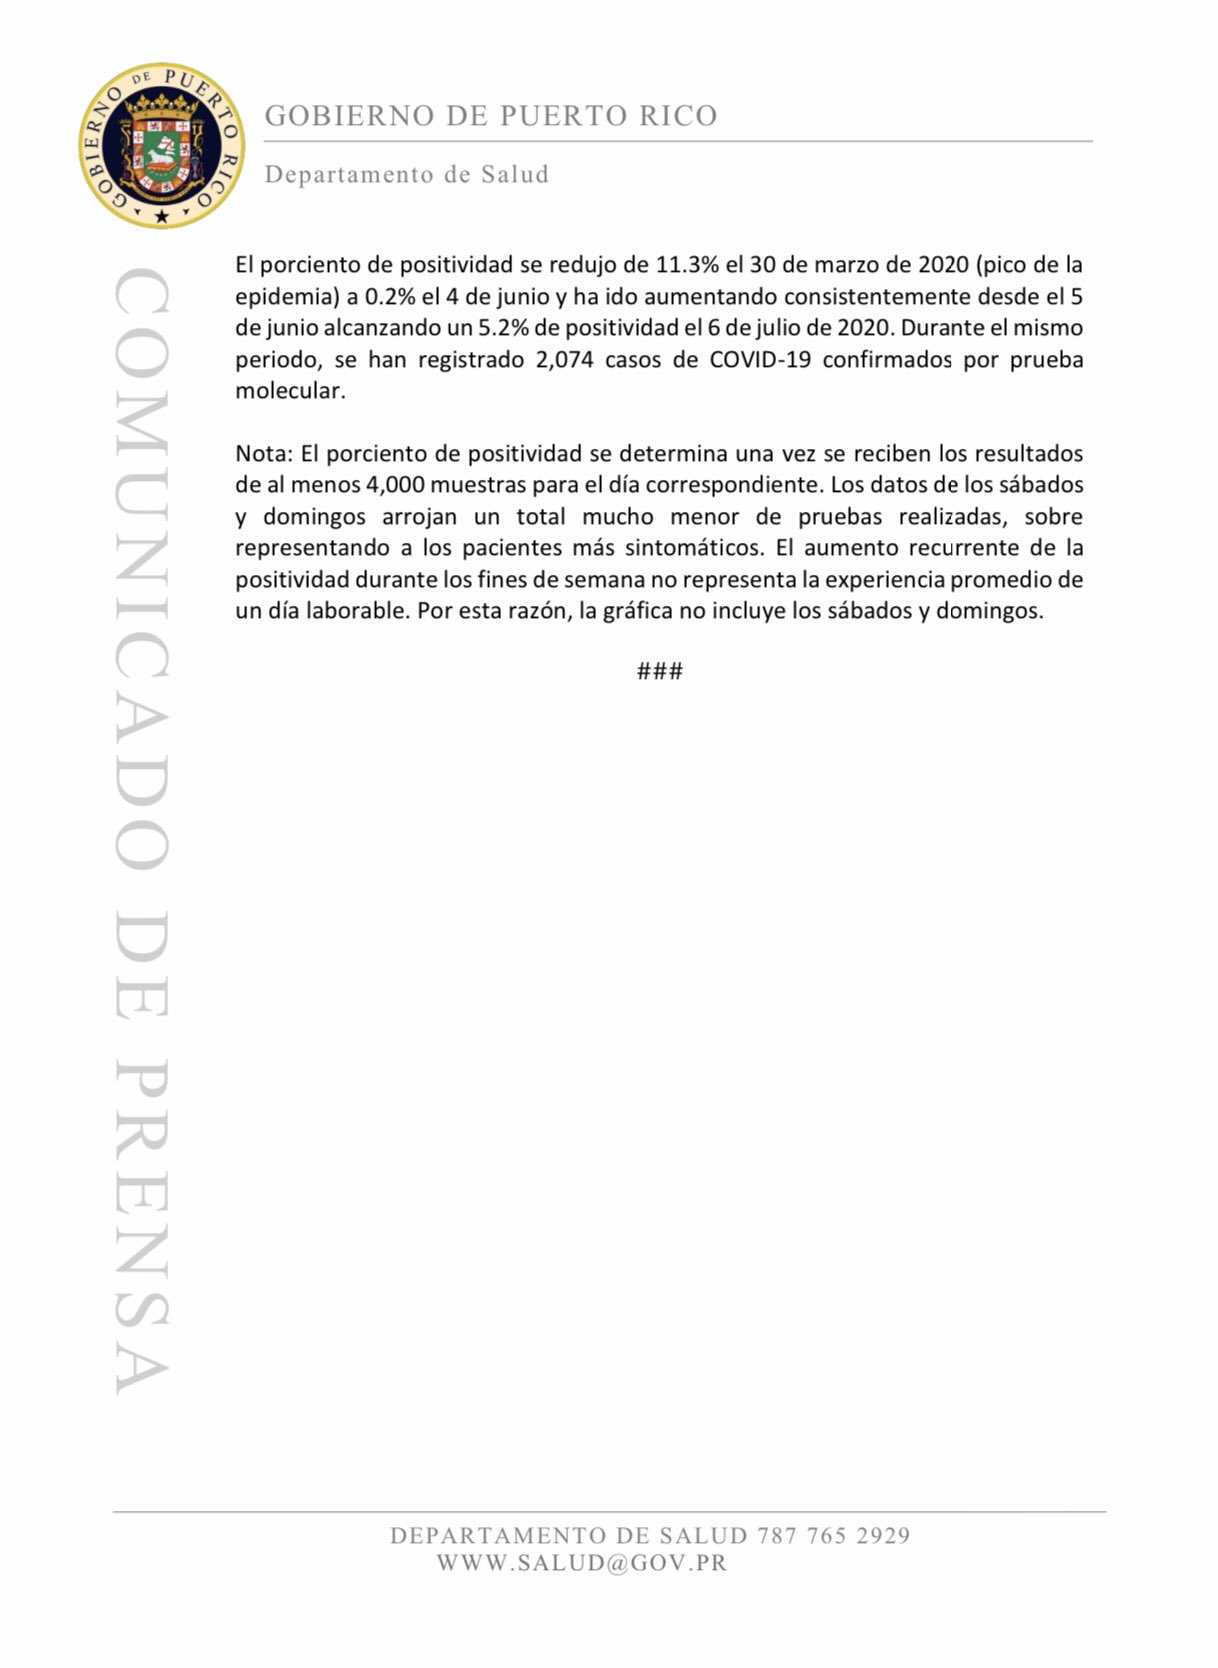 GOBIERNO DE PUERTO RICO
GOBIERNO DE PUERTO RICO
Departamento de Salud
COMUNICADO DE PRENSA
El porciento de positividad se redujo de 11.3% el 30 de marzo de 2020 (pico de la
epidemia) a 0.2% el 4 de junio y ha ido aumentando consistentemente desde el 5
de junio alcanzando un 5.2% de positividad el 6 de julio de 2020. Durante el mismo
periodo, se han registrado 2,074 casos de COVID-19 confirmados por prueba
molecular.
Nota: El porciento de positividad se determina una vez se reciben los resultados
de al menos 4,000 muestras para el día correspondiente. Los datos de los sábados
y domingos arrojan un total mucho menor de pruebas realizadas, sobre
representando a los pacientes más sintomáticos. El aumento recurrente de la
positividad durante los fines de semana no representa la experiencia promedio de
un día laborable. Por esta razón, la gráfica no incluye los sábados y domingos.
###
DEPARTAMENTO DE SALUD 787 765 2929
WWW.SALUD@GOV.PR